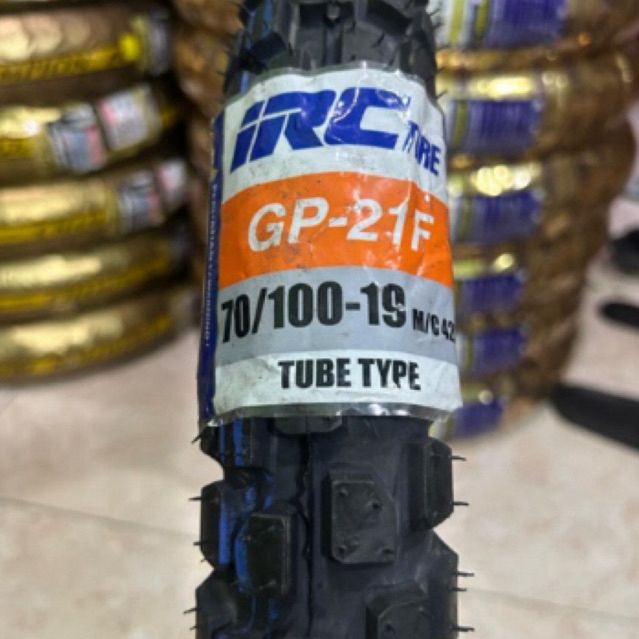 IRC TIRE
GP-21F
70/100-19 M/C 42
TUBE TYPE